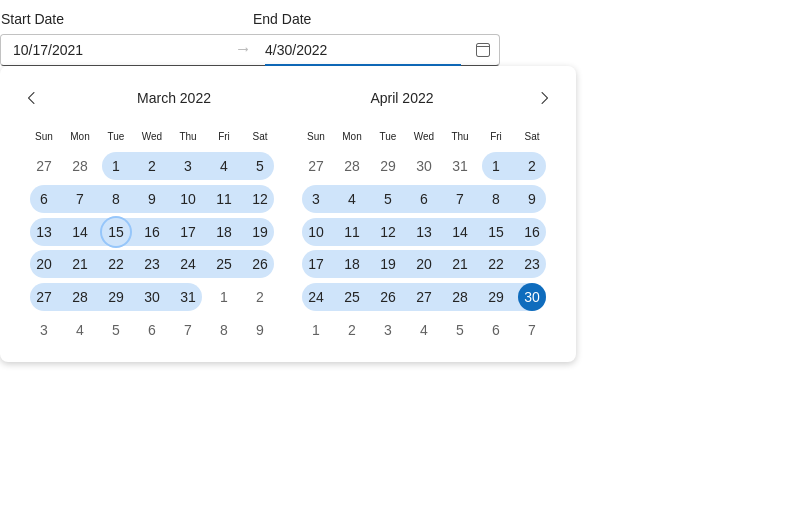 Start Date End Date
10/17/2021 → 4/30/2022
March 2022 April 2022
Sun Mon Tue Wed Thu Fri Sat
27 28 1 2 3 4 5
6 7 8 9 10 11 12
13 14 15 16 17 18 19
20 21 22 23 24 25 26
27 28 29 30 31 1 2
3 4 5 6 7 8 9
Sun Mon Tue Wed Thu Fri Sat
27 28 29 30 31 1 2
3 4 5 6 7 8 9
10 11 12 13 14 15 16
17 18 19 20 21 22 23
24 25 26 27 28 29 30
1 2 3 4 5 6 7